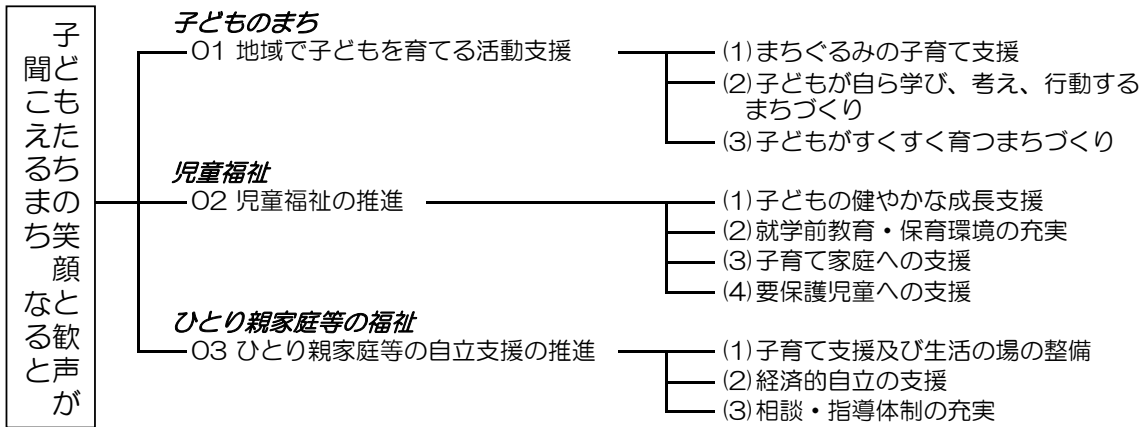 子どもたちの笑顔と歓声が
聞こえるまち なると
子どものまち
01 地域で子どもを育てる活動支援
(1)まちぐるみの子育て支援
(2)子どもが自ら学び、考え、行動する
まちづくり
(3)子どもがすくすく育つまちづくり
児童福祉
02 児童福祉の推進
(1)子どもの健やかな成長支援
(2)就学前教育・保育環境の充実
(3)子育て家庭への支援
(4)要保護児童への支援
ひとり親家庭等の福祉
03 ひとり親家庭等の自立支援の推進
(1)子育て支援及び生活の場の整備
(2)経済的自立の支援
(3)相談・指導体制の充実